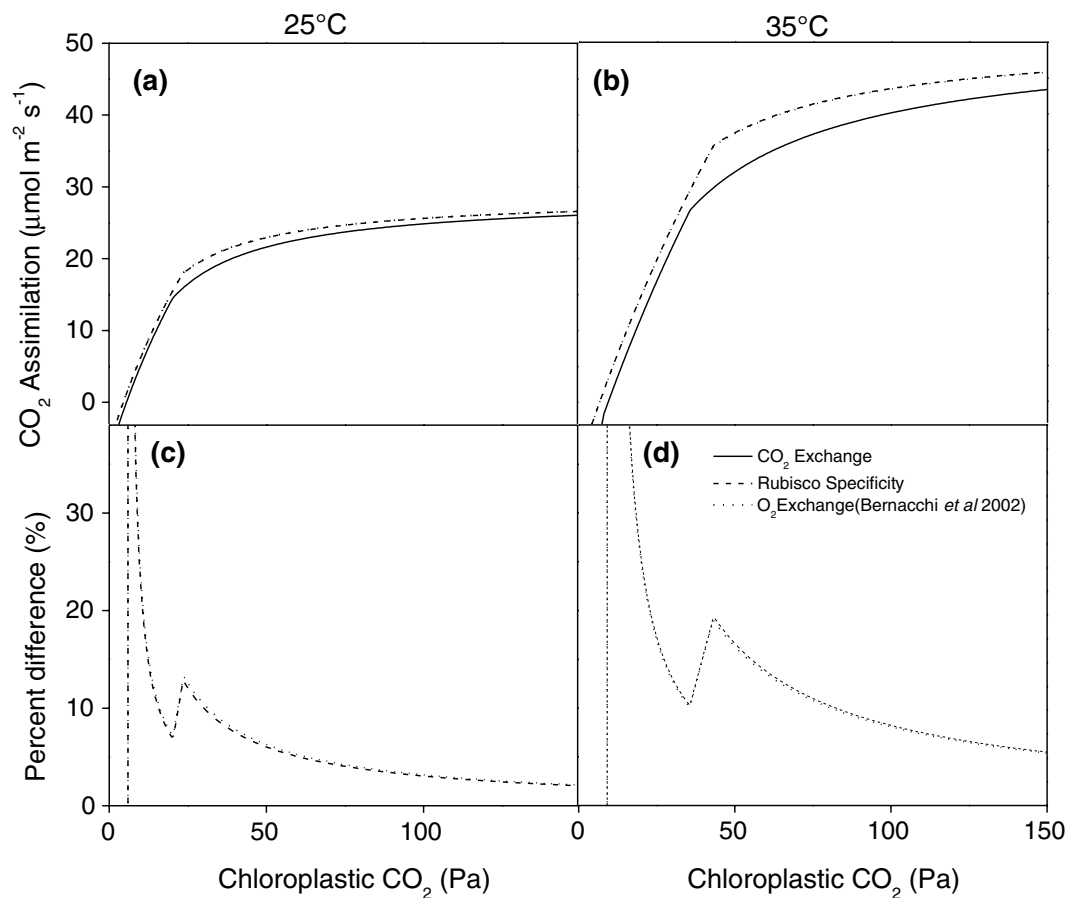 25°C
35°C
CO₂ Assimilation (μmol m⁻² s⁻¹)
50
40
30
20
10
0
(a)
(b)
Percent difference (%)
30
20
10
0
(c)
(d)
CO₂ Exchange
Rubisco Specificity
O₂Exchange(Bernacchi et al 2002)
0
50
100
0
50
100
150
Chloroplastic CO₂ (Pa)
Chloroplastic CO₂ (Pa)